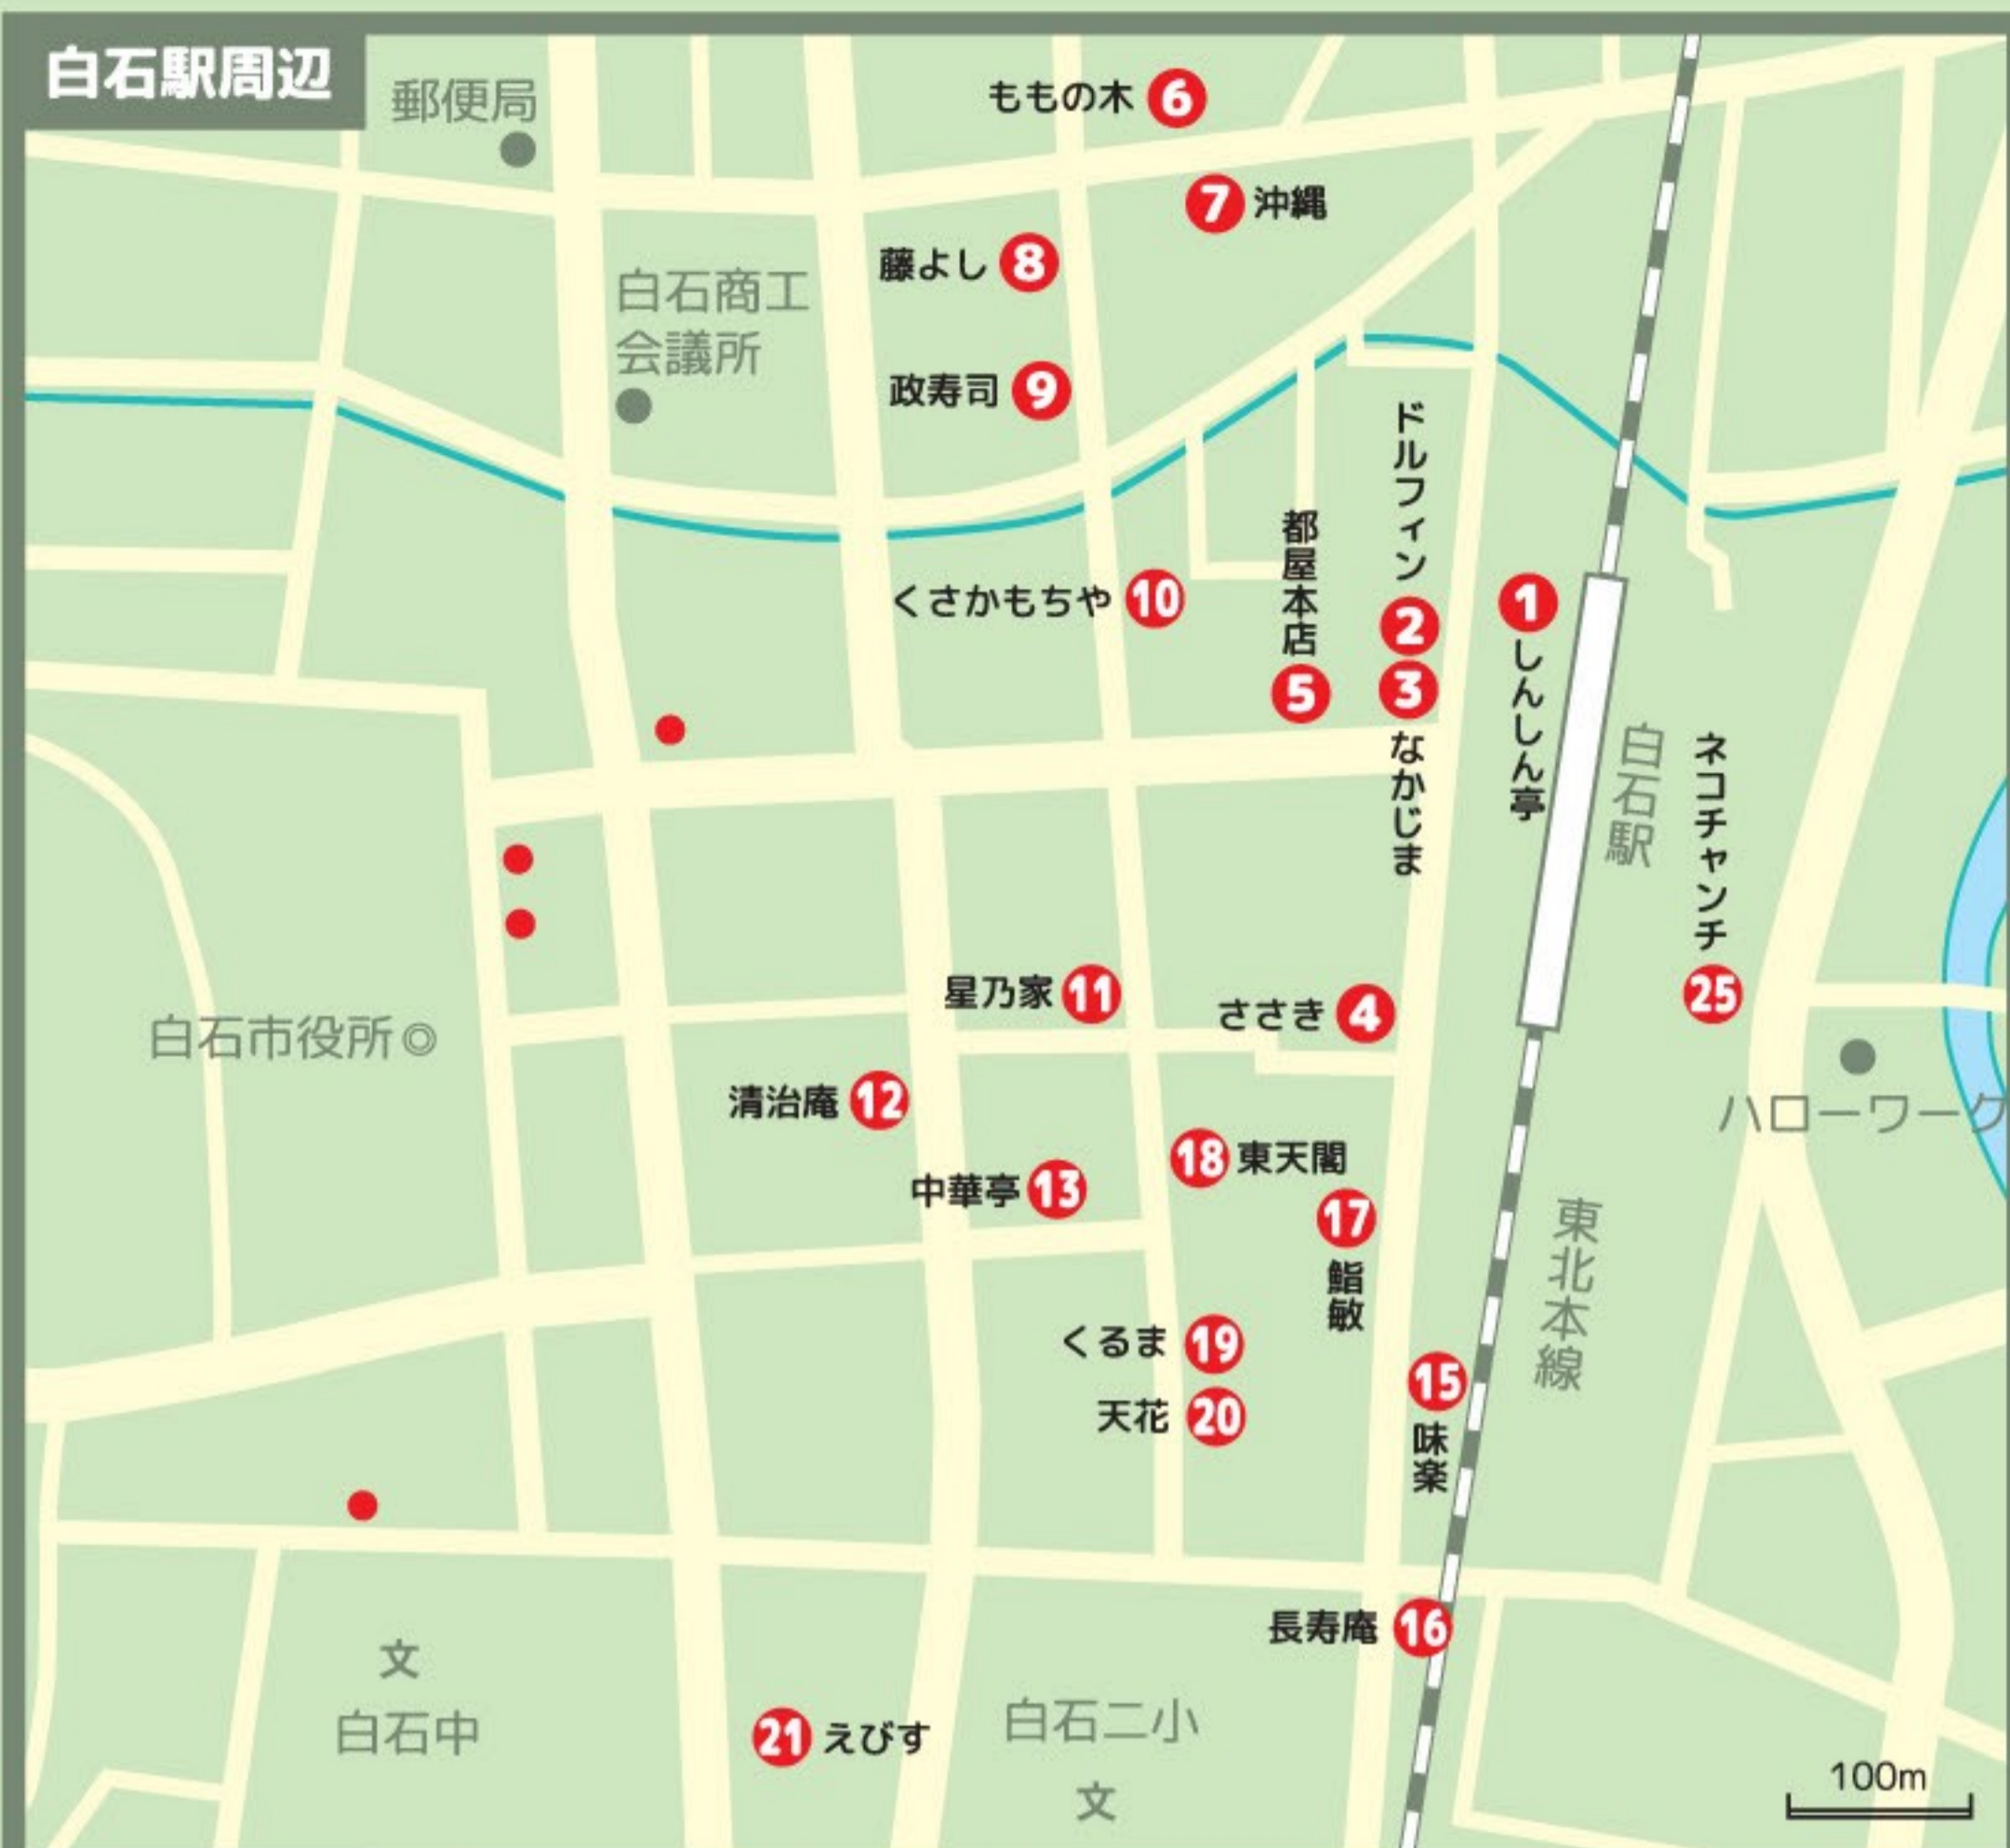 白石駅周辺
郵便局
ももの木 6
7 沖縄
藤よし 8
白石商工
会議所
政寿司 9
ドルフィン 2
都屋本店 5
くさかもちや 10
1 しんしん亭
3 なかじま
白石駅
ネコチャンチ 25
星乃家 11
ささき 4
白石市役所
清治庵 12
ハローワーク
18 東天閣
中華亭 13
17 鮨敏
東北本線
くるま 19
天花 20
15 味楽
長寿庵 16
文
白石中
21 えびす
白石二小
文
100m